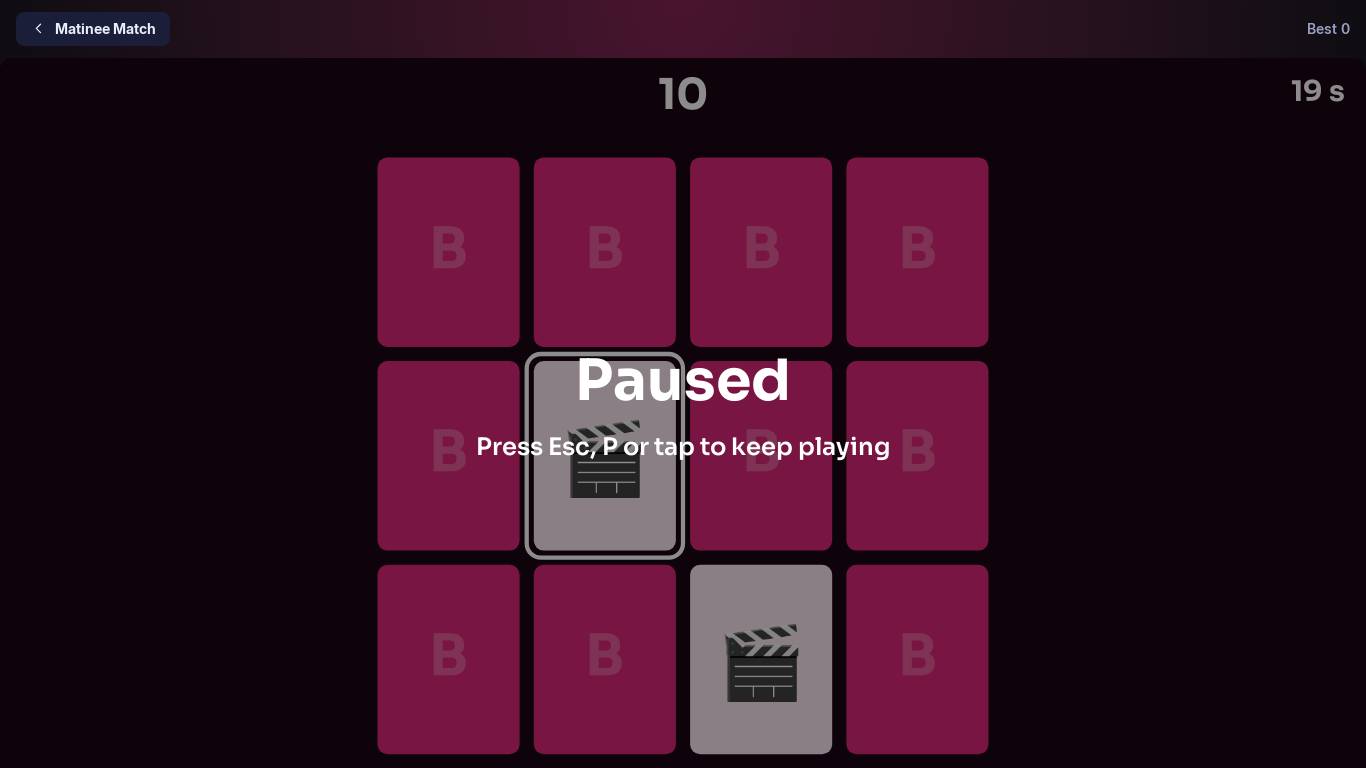 Matinee Match
Best 0
10
19 s
B B B B
Paused
B B B
Press Esc, P or tap to keep playing
B B B